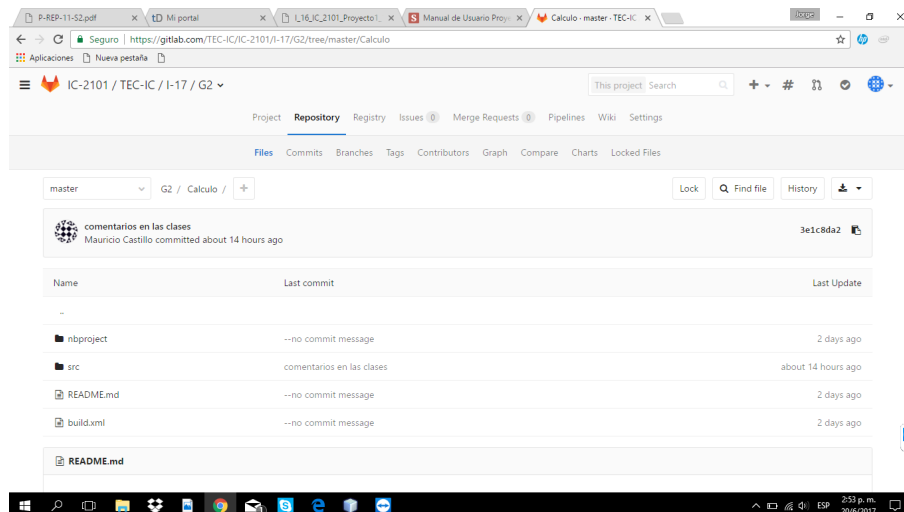 P-REP-11-S2.pdf
Mi portal
I_16_IC_2101_Proyecto1_
Manual de Usuario Proye
Calculo · master · TEC-IC
Jorge
Seguro | https://gitlab.com/TEC-IC/IC-2101/I-17/G2/tree/master/Calculo
Aplicaciones Nueva pestaña
IC-2101 / TEC-IC / I-17 / G2
This project Search
Project Repository Registry Issues 0 Merge Requests 0 Pipelines Wiki Settings
Files Commits Branches Tags Contributors Graph Compare Charts Locked Files
master G2 / Calculo / + Lock Find file History
comentarios en las clases
Mauricio Castillo committed about 14 hours ago
3e1c8da2
Name Last commit Last Update
..
nbproject --no commit message 2 days ago
src comentarios en las clases about 14 hours ago
README.md --no commit message 2 days ago
build.xml --no commit message 2 days ago
README.md
ESP
2:53 p. m.
20/6/2017